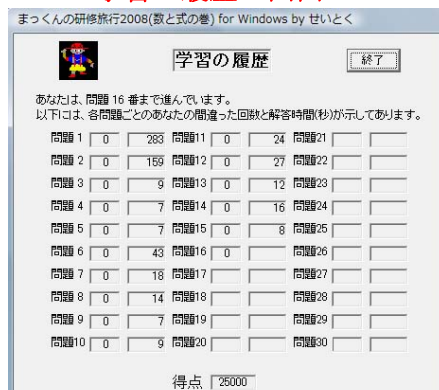 まっくんの研修旅行2008(数と式の巻) for Windows by せいとく
学習の履歴
終了
あなたは、問題 16 番まで進んでいます。
以下には、各問題ごとのあなたの間違った回数と解答時間(秒)が示してあります。
問題 1 0 283 問題11 0 24 問題21
問題 2 0 159 問題12 0 27 問題22
問題 3 0 9 問題13 0 12 問題23
問題 4 0 7 問題14 0 16 問題24
問題 5 0 7 問題15 0 8 問題25
問題 6 0 43 問題16 0 問題26
問題 7 0 18 問題17 問題27
問題 8 0 14 問題18 問題28
問題 9 0 7 問題19 問題29
問題10 0 9 問題20 問題30
得点 25000